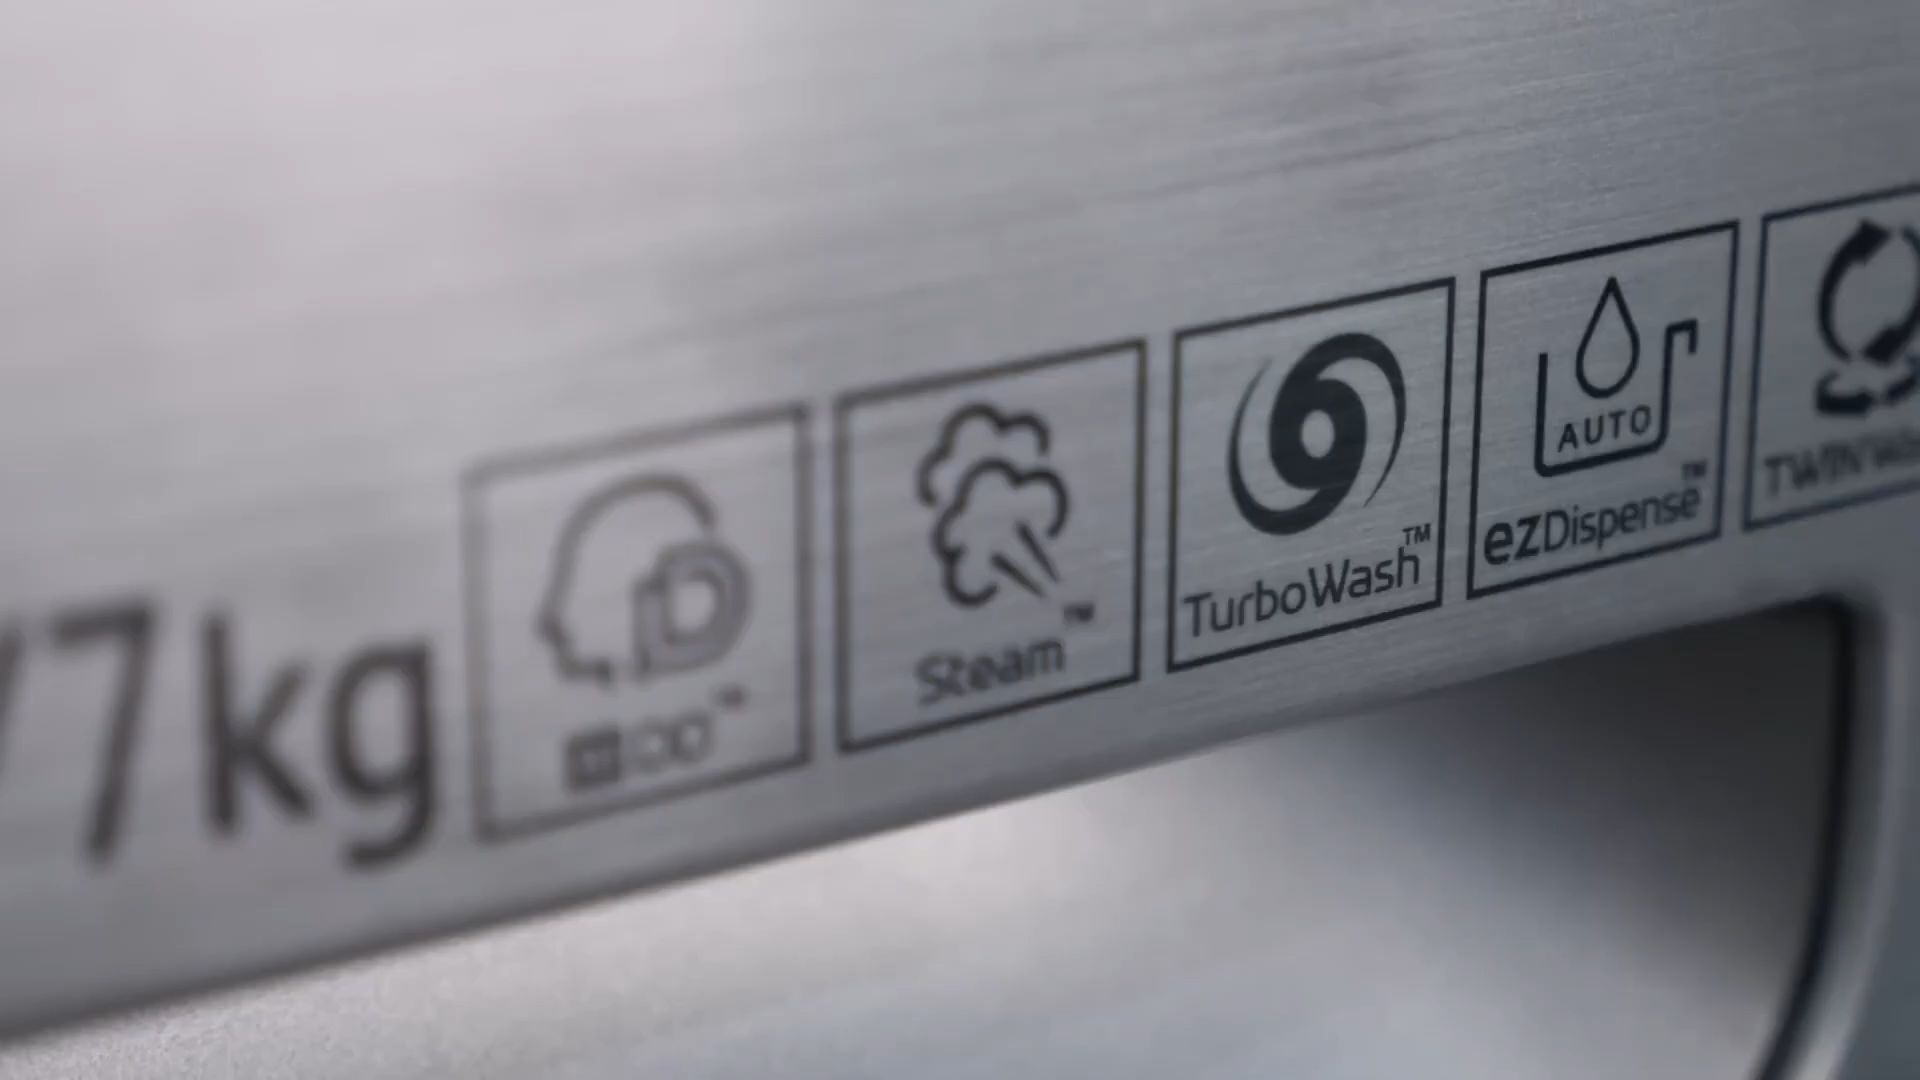 7kg
Steam™
TurboWash™
AUTO
ezDispense™